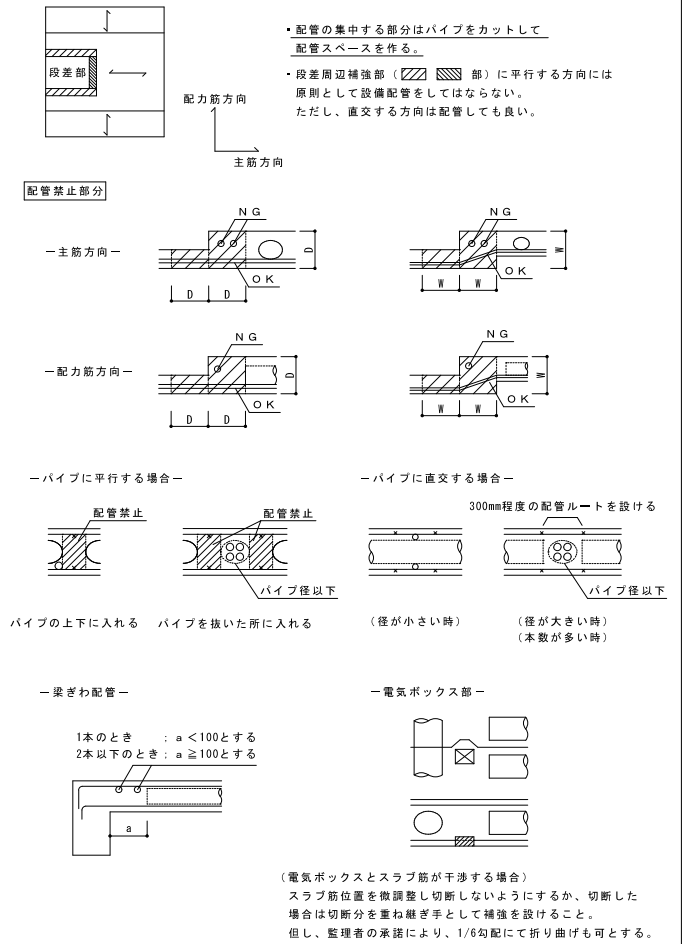 ・配管の集中する部分はパイプをカットして
配管スペースを作る。
段差部
・段差周辺補強部（ 部）に平行する方向には
原則として設備配管をしてはならない。
ただし、直交する方向は配管しても良い。
配力筋方向
主筋方向
配管禁止部分
NG
NG
－主筋方向－
D
W
OK
OK
D D
W W
NG
NG
－配力筋方向－
D
W
OK
OK
D D
W W
－パイプに平行する場合－
－パイプに直交する場合－
300mm程度の配管ルートを設ける
配管禁止
配管禁止
パイプ径以下
パイプ径以下
パイプの上下に入れる
パイプを抜いた所に入れる
（径が小さい時）
（径が大きい時）
（本数が多い時）
－梁ぎわ配管－
－電気ボックス部－
1本のとき ；a＜100とする
2本以下のとき；a≧100とする
a
（電気ボックスとスラブ筋が干渉する場合）
スラブ筋位置を微調整し切断しないようにするか、切断した
場合は切断分を重ね継ぎ手として補強を設けること。
但し、監理者の承諾により、1/6勾配にて折り曲げも可とする。